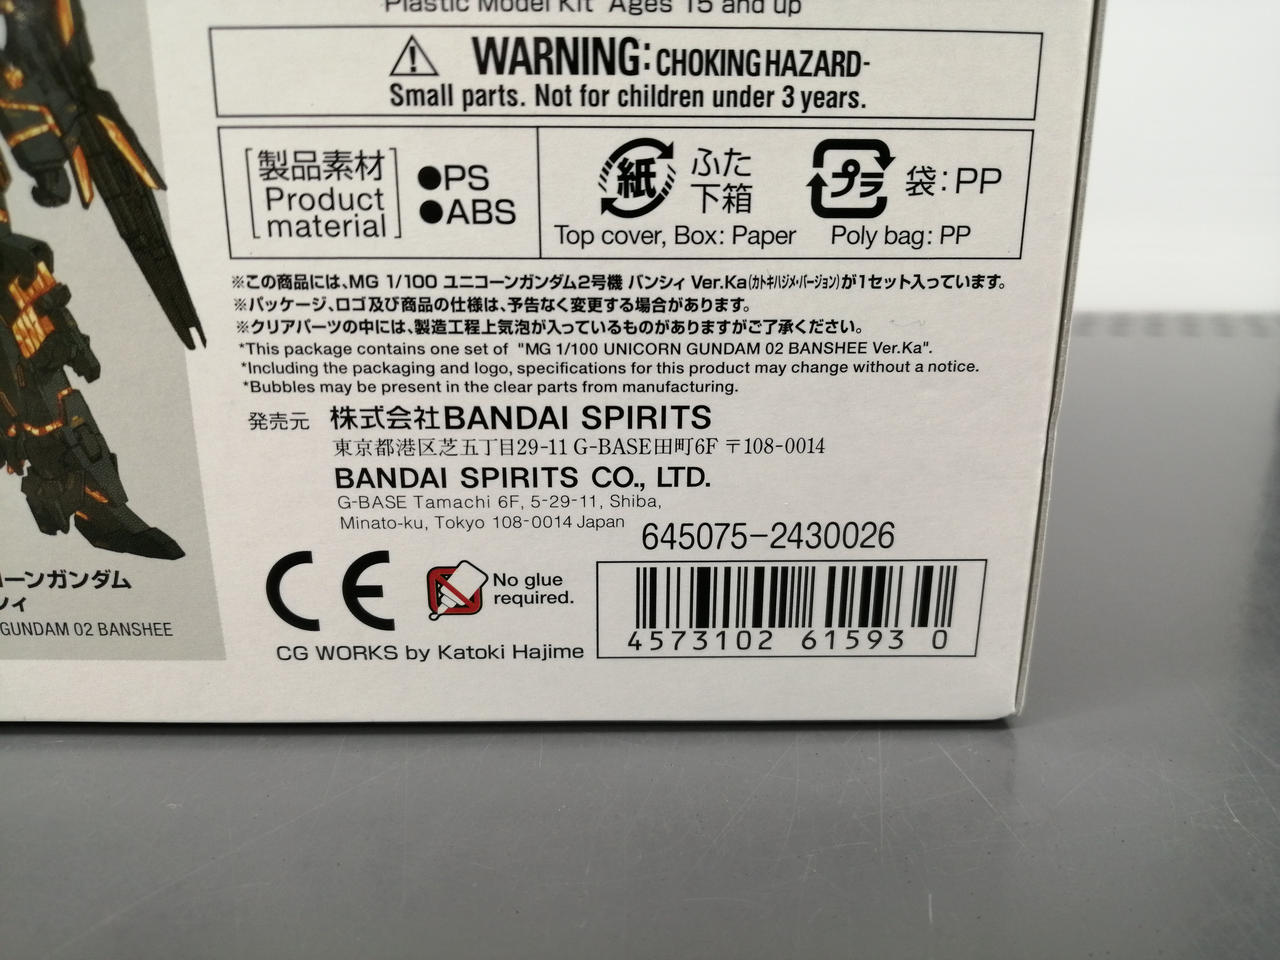 Plastic Model Kit Ages 15 and up
WARNING: CHOKING HAZARD-
Small parts. Not for children under 3 years.
製品素材
Product
material
●PS
●ABS
紙
ふた
下箱
Top cover, Box: Paper
プラ
袋:PP
Poly bag: PP
※この商品には、MG 1/100 ユニコーンガンダム2号機 バンシィ Ver.Ka(カトキハジメ・バージョン)が1セット入っています。
※パッケージ、ロゴ及び商品の仕様は、予告なく変更する場合があります。
※クリアパーツの中には、製造工程上気泡が入っているものがありますがご了承ください。
*This package contains one set of "MG 1/100 UNICORN GUNDAM 02 BANSHEE Ver.Ka".
*Including the packaging and logo, specifications for this product may change without a notice.
*Bubbles may be present in the clear parts from manufacturing.
発売元 株式会社BANDAI SPIRITS
東京都港区芝五丁目29-11 G-BASE田町6F 〒108-0014
BANDAI SPIRITS CO., LTD.
G-BASE Tamachi 6F, 5-29-11, Shiba,
Minato-ku, Tokyo 108-0014 Japan
645075-2430026
CE
No glue
required.
CG WORKS by Katoki Hajime
4573102 61593 0
コーンガンダム
シィ
GUNDAM 02 BANSHEE